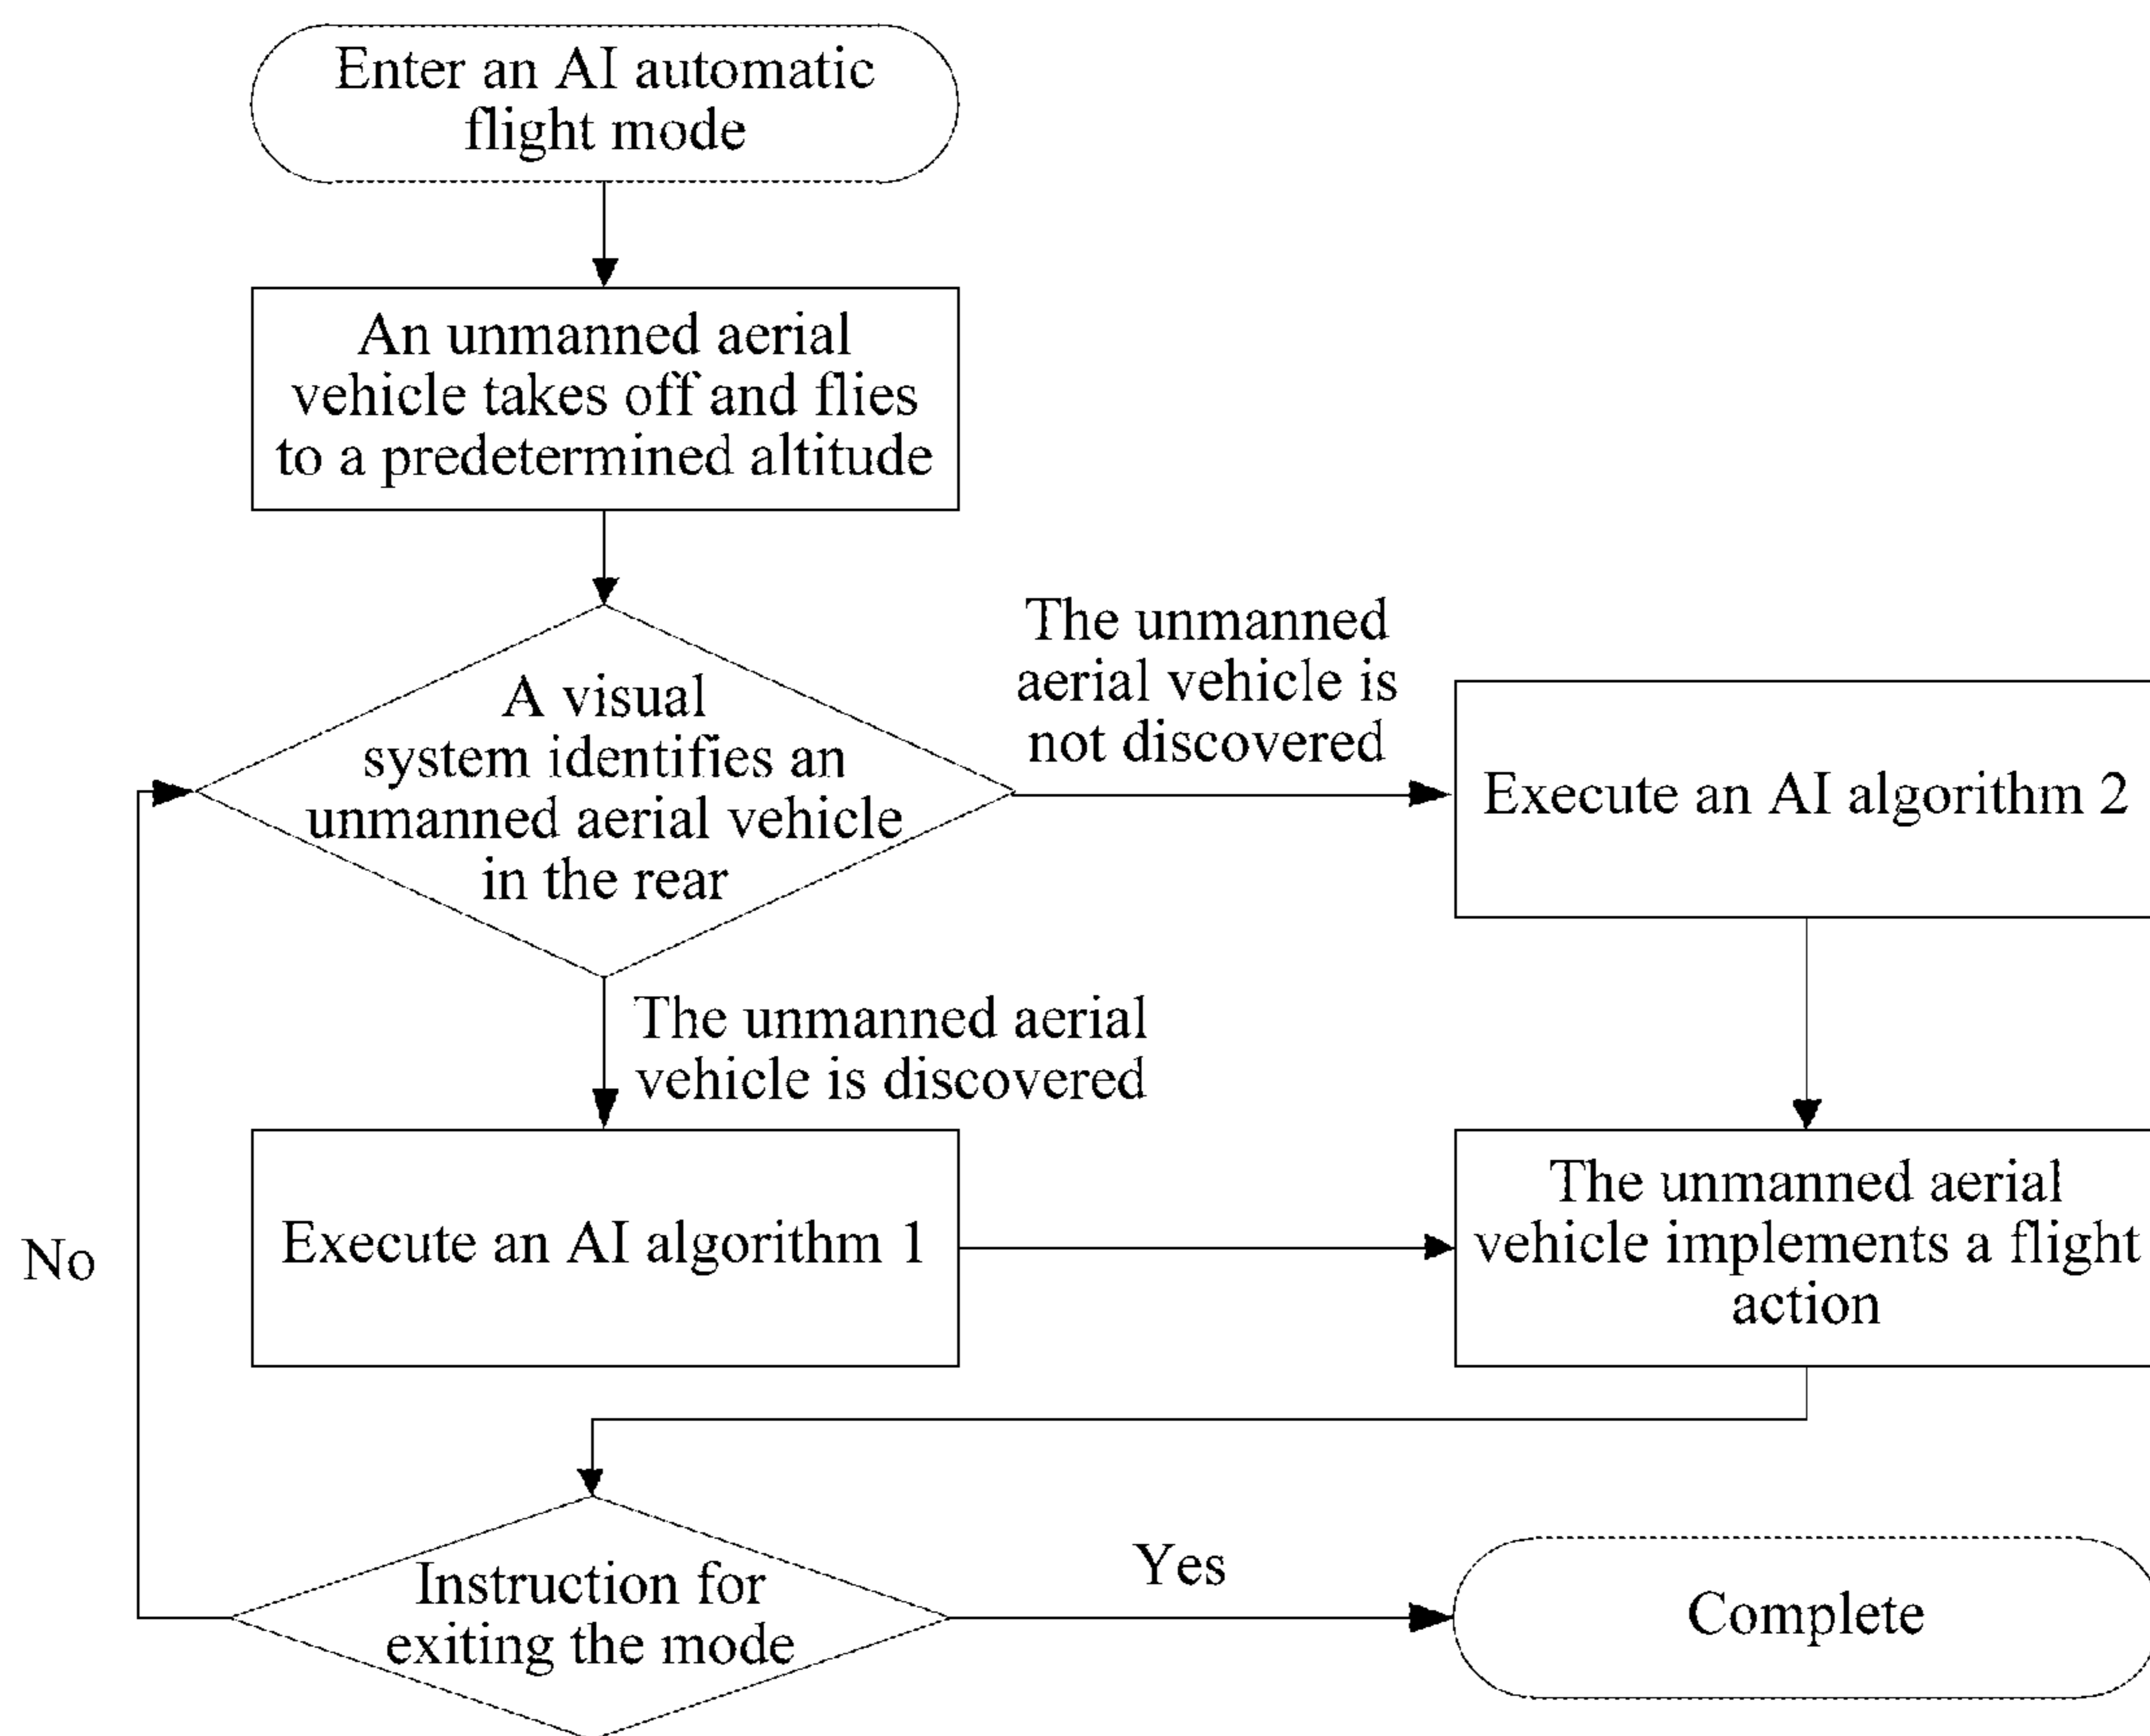 Enter an AI automatic
flight mode
An unmanned aerial
vehicle takes off and flies
to a predetermined altitude
A visual
system identifies an
unmanned aerial vehicle
in the rear
The unmanned
aerial vehicle is
not discovered
Execute an AI algorithm 2
The unmanned aerial
vehicle is discovered
Execute an AI algorithm 1
The unmanned aerial
vehicle implements a flight
action
No
Instruction for
exiting the mode
Yes
Complete